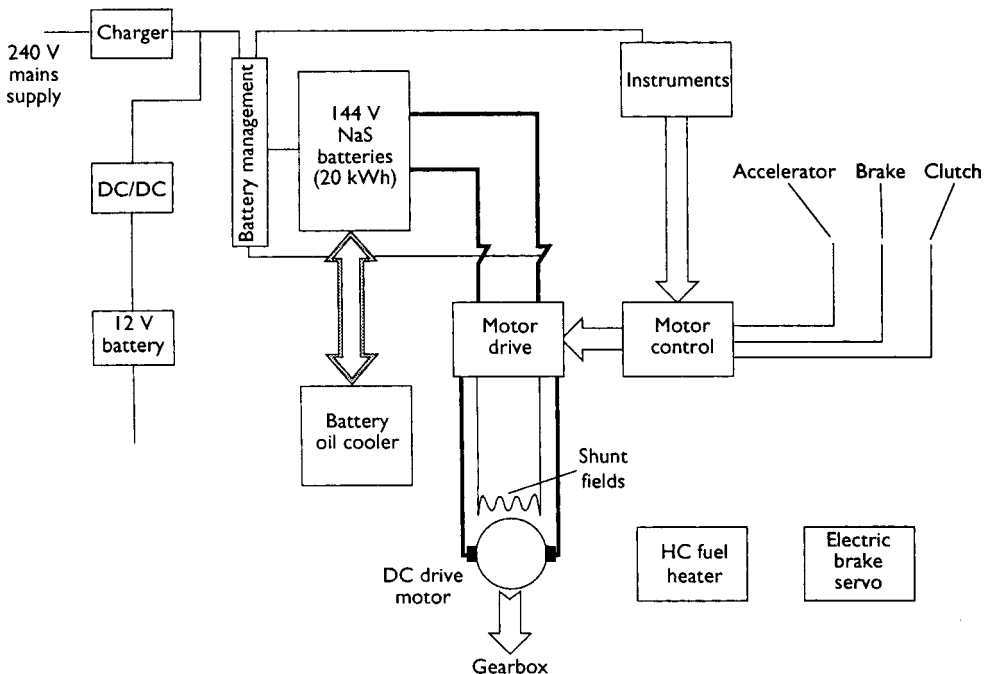 Charger
240 V
mains
supply
Battery management
144 V
NaS
batteries
(20 kWh)
Instruments
DC/DC
Accelerator
Brake
Clutch
12 V
battery
Motor
drive
Motor
control
Battery
oil cooler
Shunt
fields
DC drive
motor
HC fuel
heater
Electric
brake
servo
Gearbox